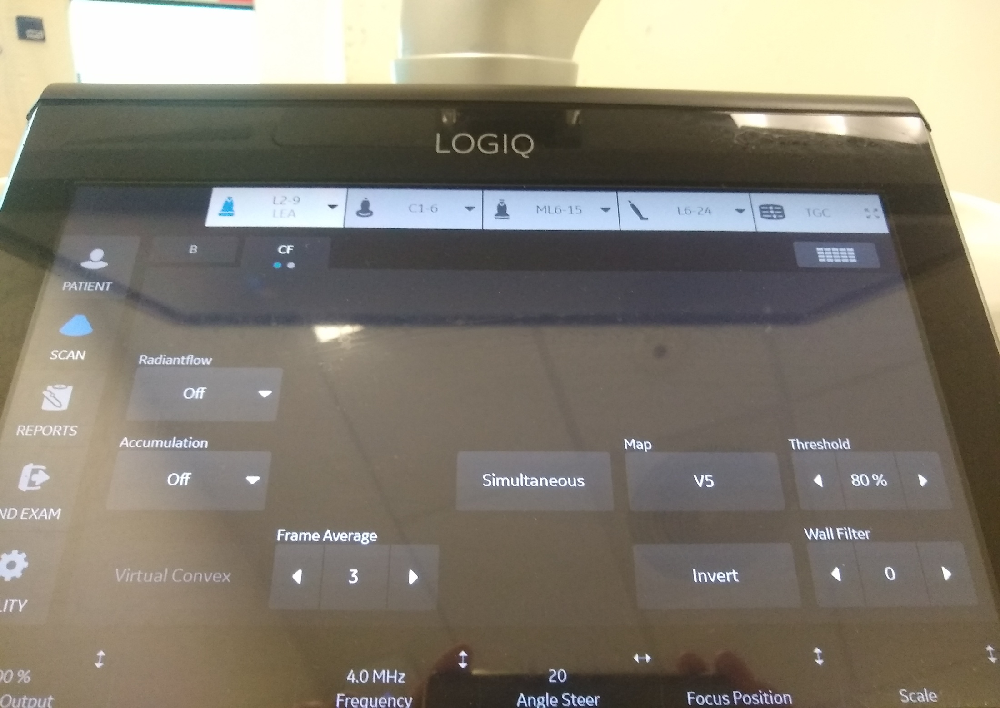 LOGIQ
L2-9
LEA
C1-6
ML6-15
L6-24
TGC
B
CF
PATIENT
SCAN
Radiantflow
Off
REPORTS
Accumulation
Off
Simultaneous
Map
V5
Threshold
80 %
ND EXAM
Frame Average
3
Virtual Convex
Invert
Wall Filter
0
LITY
00 %
Output
4.0 MHz
Frequency
20
Angle Steer
Focus Position
Scale